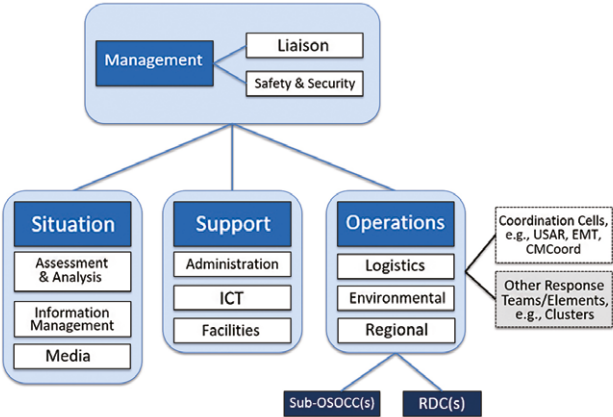 Management
Liaison
Safety & Security
Situation
Assessment
& Analysis
Information
Management
Media
Support
Administration
ICT
Facilities
Operations
Logistics
Environmental
Regional
Coordination Cells,
e.g., USAR, EMT,
CMCoord
Other Response
Teams/Elements,
e.g., Clusters
Sub-OSOCC(s)
RDC(s)